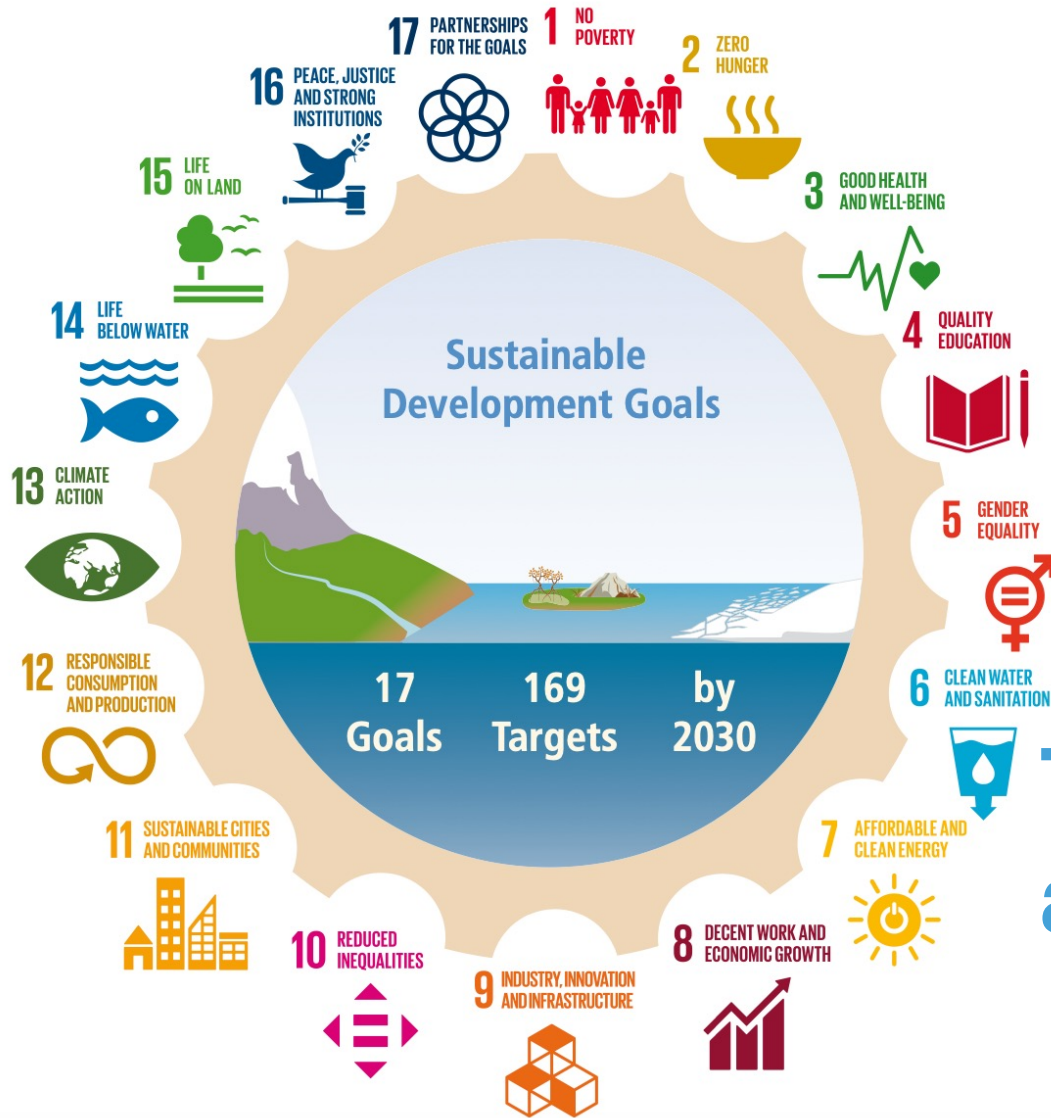 17 PARTNERSHIPS
FOR THE GOALS
1 NO
POVERTY
2 ZERO
HUNGER
3 GOOD HEALTH
AND WELL-BEING
4 QUALITY
EDUCATION
5 GENDER
EQUALITY
6 CLEAN WATER
AND SANITATION
7 AFFORDABLE AND
CLEAN ENERGY
8 DECENT WORK AND
ECONOMIC GROWTH
9 INDUSTRY, INNOVATION
AND INFRASTRUCTURE
10 REDUCED
INEQUALITIES
11 SUSTAINABLE CITIES
AND COMMUNITIES
12 RESPONSIBLE
CONSUMPTION
AND PRODUCTION
13 CLIMATE
ACTION
14 LIFE
BELOW WATER
15 LIFE
ON LAND
16 PEACE, JUSTICE
AND STRONG
INSTITUTIONS
Sustainable
Development Goals
17 169 by
Goals Targets 2030